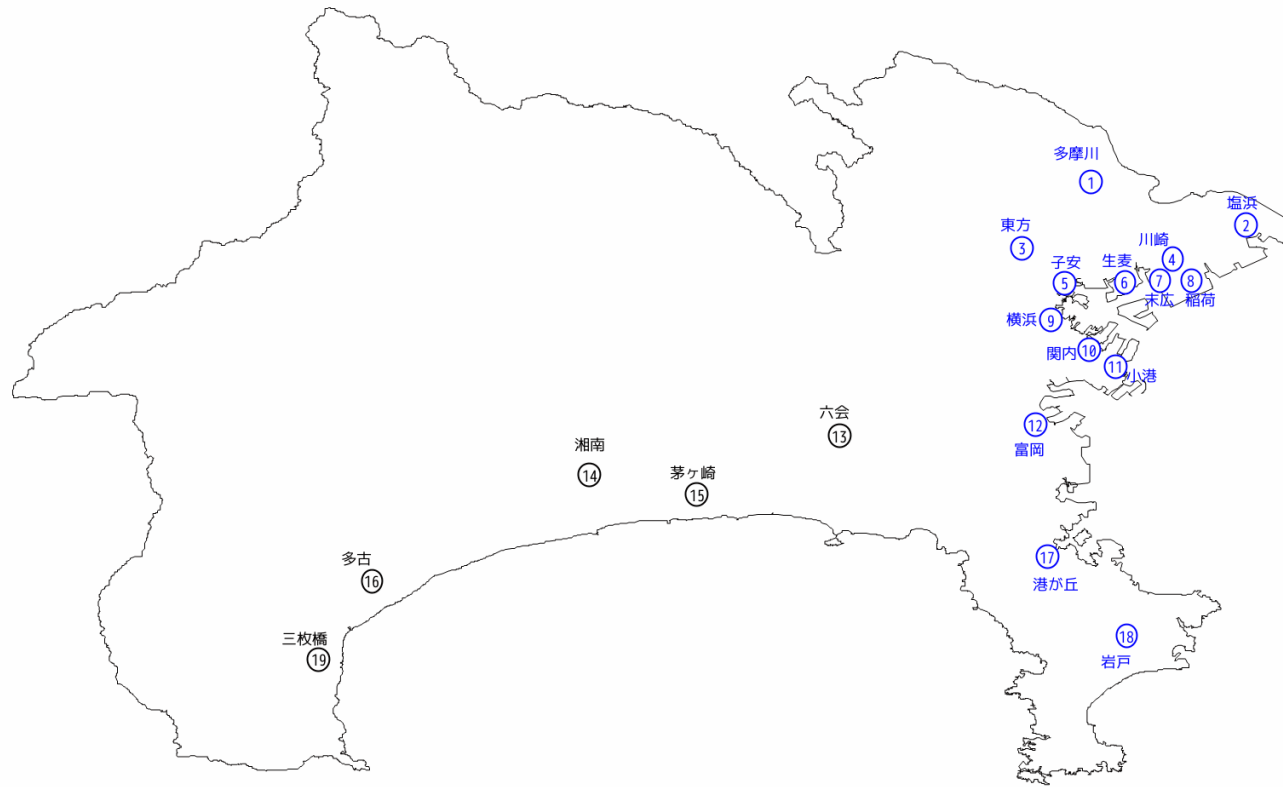 多摩川
1
塩浜
2
東方
3
川崎
4
子安
5
生麦
6
7
末広
8
稲荷
横浜
9
関内
10
11
小港
12
富岡
六会
13
湘南
14
茅ヶ崎
15
多古
16
17
港が丘
18
岩戸
三枚橋
19